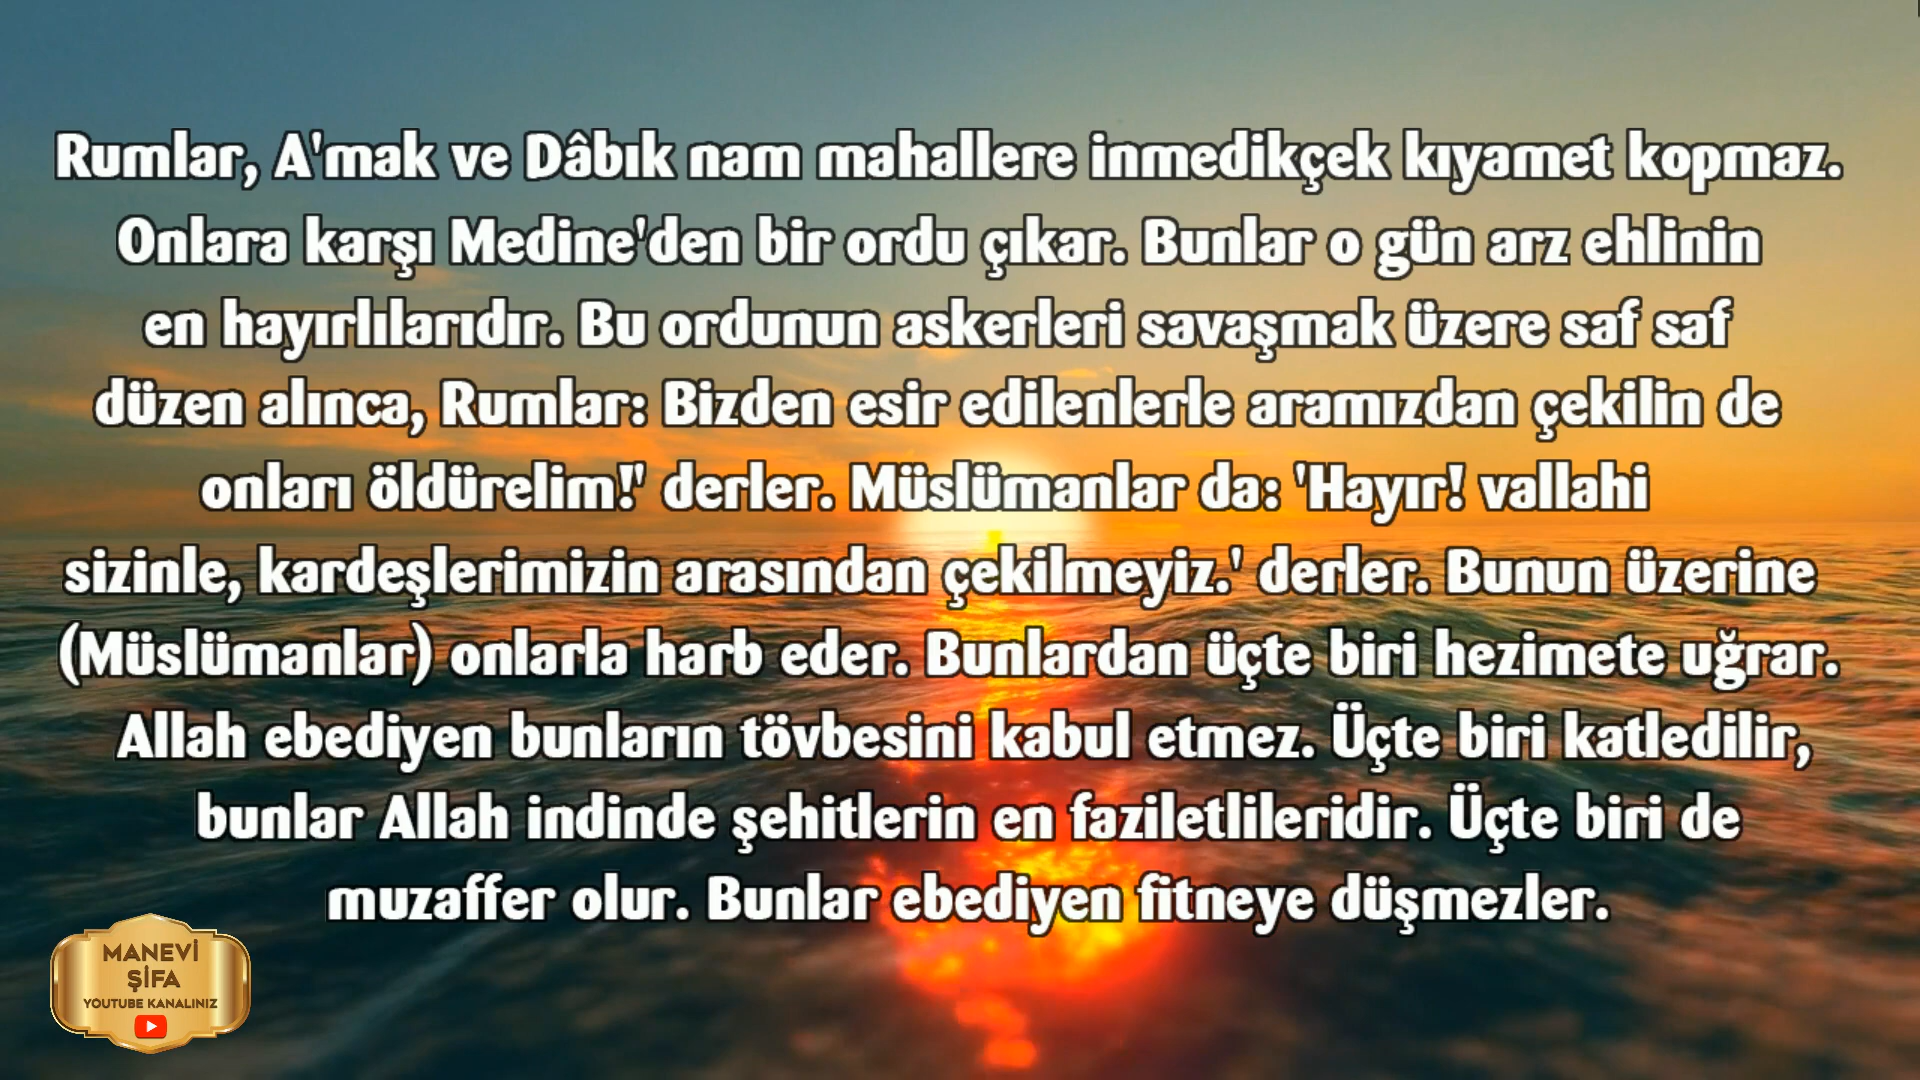 Rumlar, A'mak ve Dâbık nam mahallere inmedikçek kıyamet kopmaz.
Onlara karşı Medine'den bir ordu çıkar. Bunlar o gün arz ehlinin
en hayırlılarıdır. Bu ordunun askerleri savaşmak üzere saf saf
düzen alınca, Rumlar: Bizden esir edilenlerle aramızdan çekilin de
onları öldürelim!' derler. Müslümanlar da: 'Hayır! vallahi
sizinle, kardeşlerimizin arasından çekilmeyiz.' derler. Bunun üzerine
(Müslümanlar) onlarla harb eder. Bunlardan üçte biri hezimete uğrar.
Allah ebediyen bunların tövbesini kabul etmez. Üçte biri katledilir,
bunlar Allah indinde şehitlerin en faziletlileridir. Üçte biri de
muzaffer olur. Bunlar ebediyen fitneye düşmezler.
MANEVİ
ŞİFA
YOUTUBE KANALINIZ